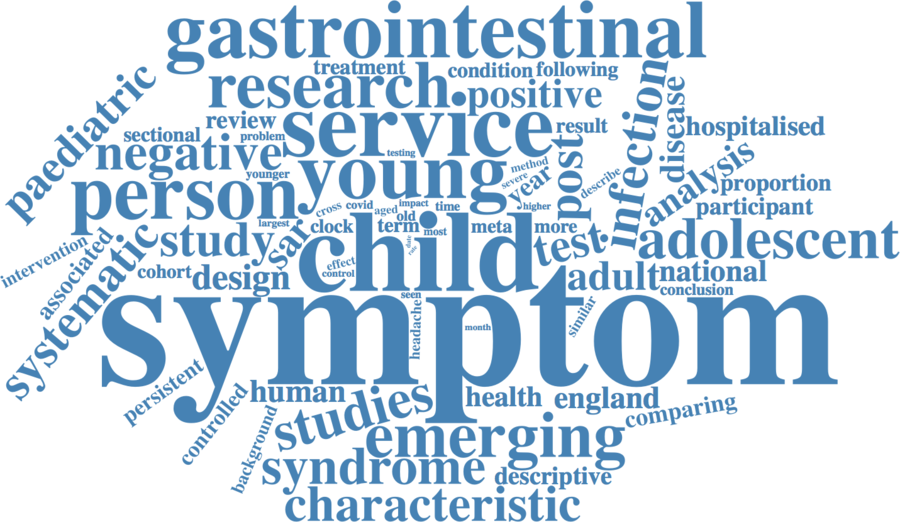 gastrointestinal
treatment
condition
following
research
positive
paediatric
review
sectional
problem
service
result
infectional
disease
hospitalised
negative
testing
younger
young
method
severe
year
post
describe
analysis
proportion
person
participant
largest
cross
covid
aged
impact
old
time
higher
clock
term
most
meta
more
test
adolescent
intervention
associated
systematic
study
sar
child
date
cohort
design
effect
control
adult
national
conclusion
symptom
seen
headache
month
similar
persistent
controlled
background
human
studies
health
england
comparing
emerging
syndrome
descriptive
characteristic